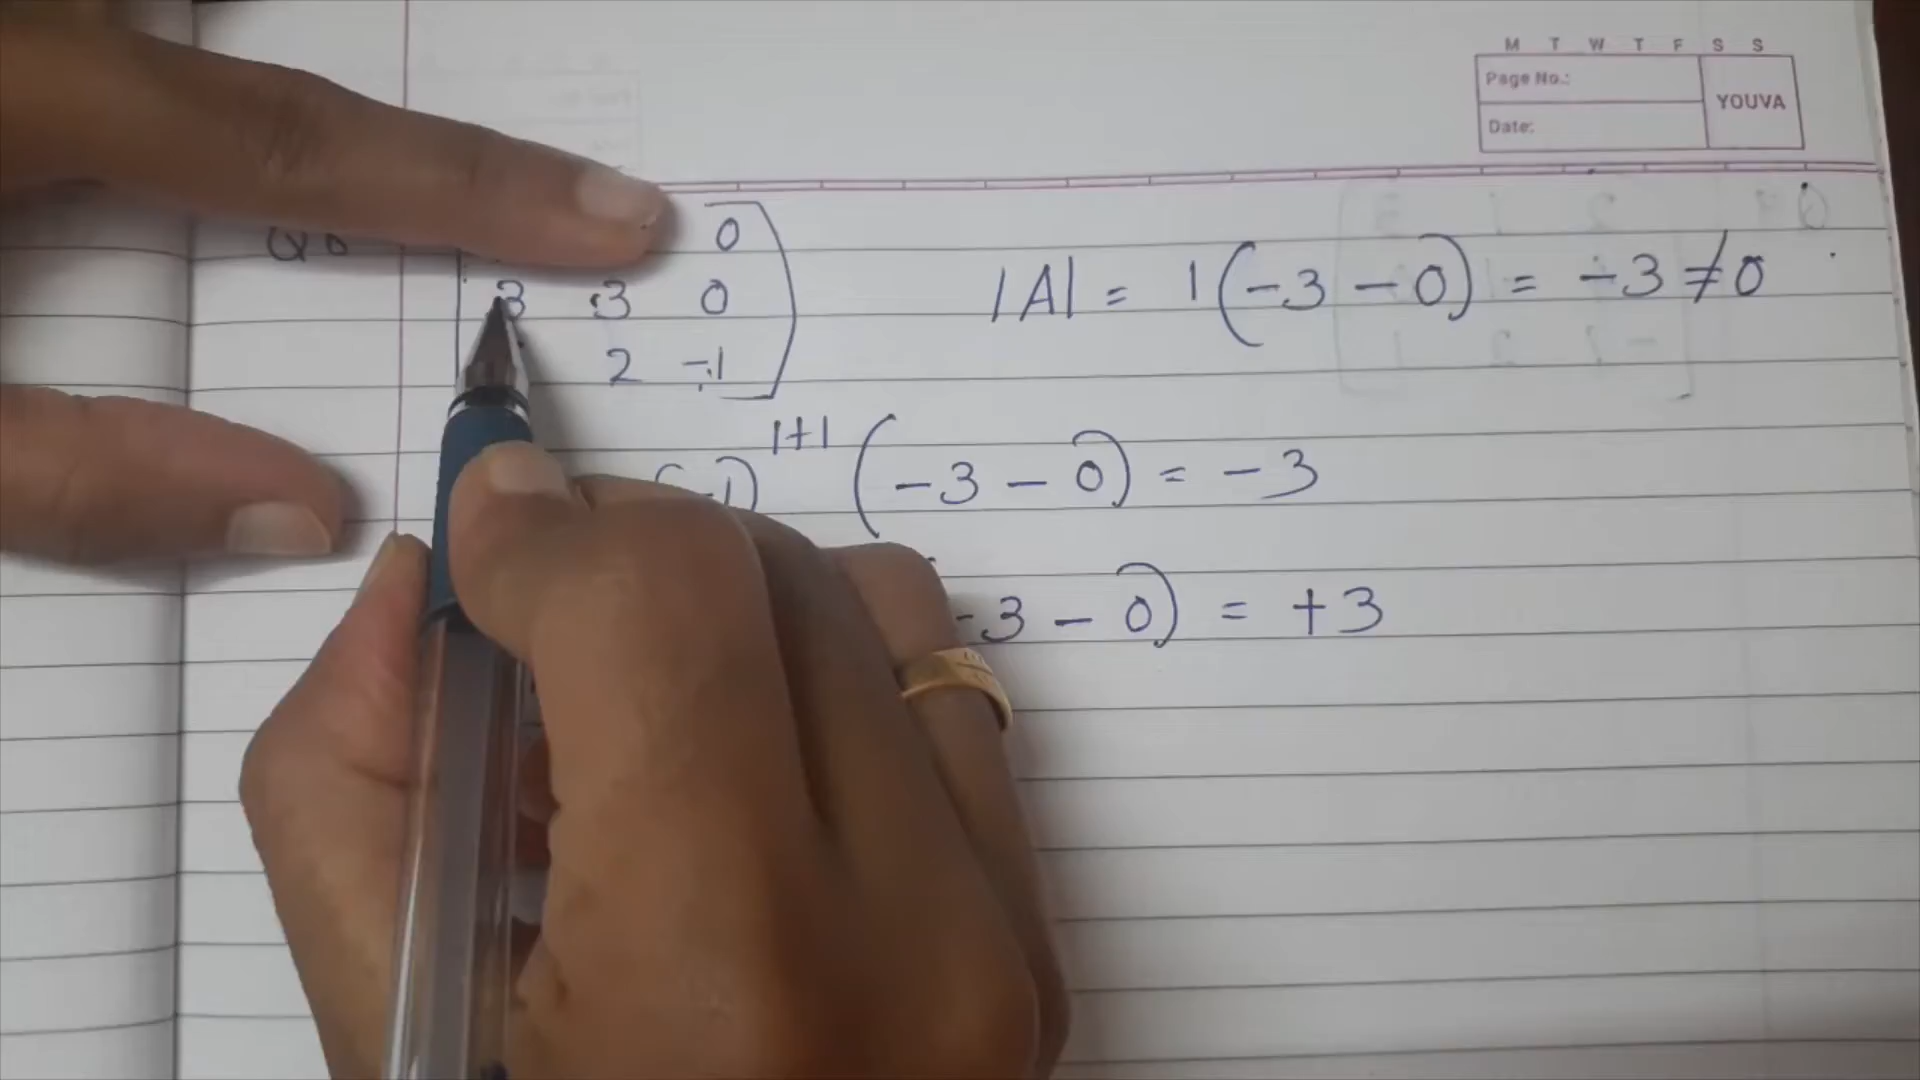 M T W T F S S
Page No.:
YOUVA
Date:
0
3 3 0
2 -1
|A| = 1(-3 - 0) = -3 ≠ 0
(-1)^{1+1} (-3 - 0) = -3
-3 - 0) = +3